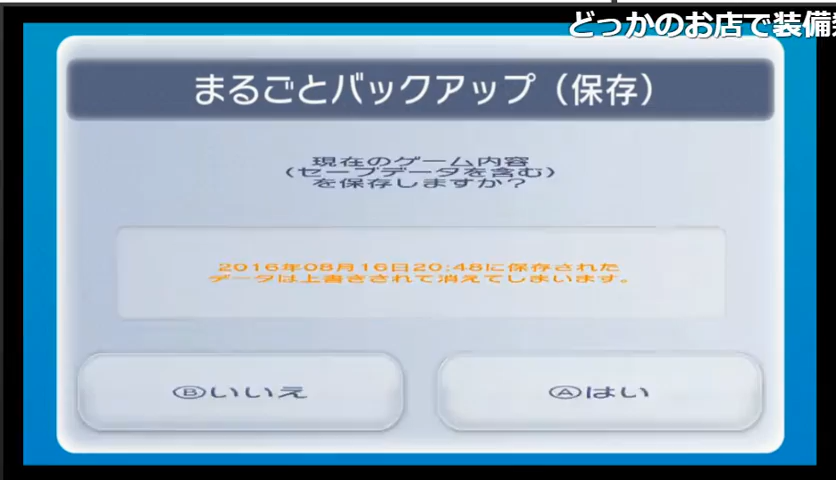 どっかのお店で装備
まるごとバックアップ（保存）
現在のゲーム内容
(セーブデータを含む)
を保存しますか？
2016年08月16日20:48に保存された
データは上書きされて消えてしまいます。
Ⓑいいえ
Ⓐはい